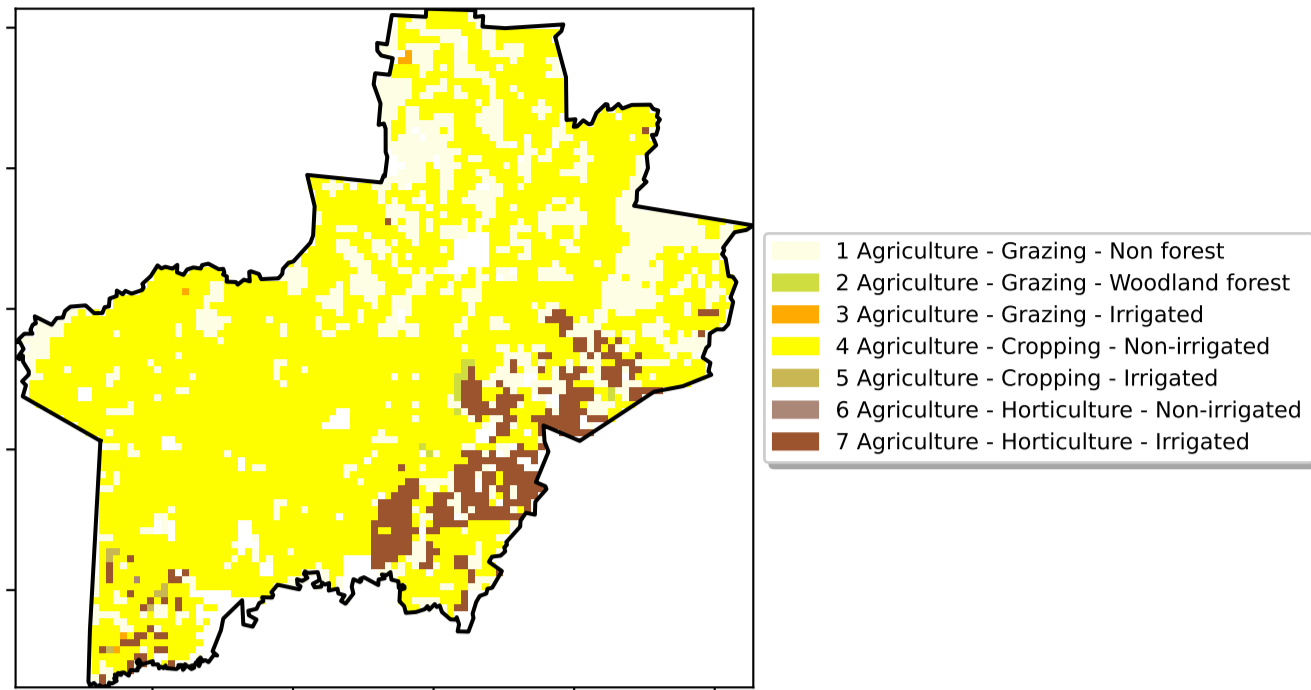 1 Agriculture - Grazing - Non forest
2 Agriculture - Grazing - Woodland forest
3 Agriculture - Grazing - Irrigated
4 Agriculture - Cropping - Non-irrigated
5 Agriculture - Cropping - Irrigated
6 Agriculture - Horticulture - Non-irrigated
7 Agriculture - Horticulture - Irrigated